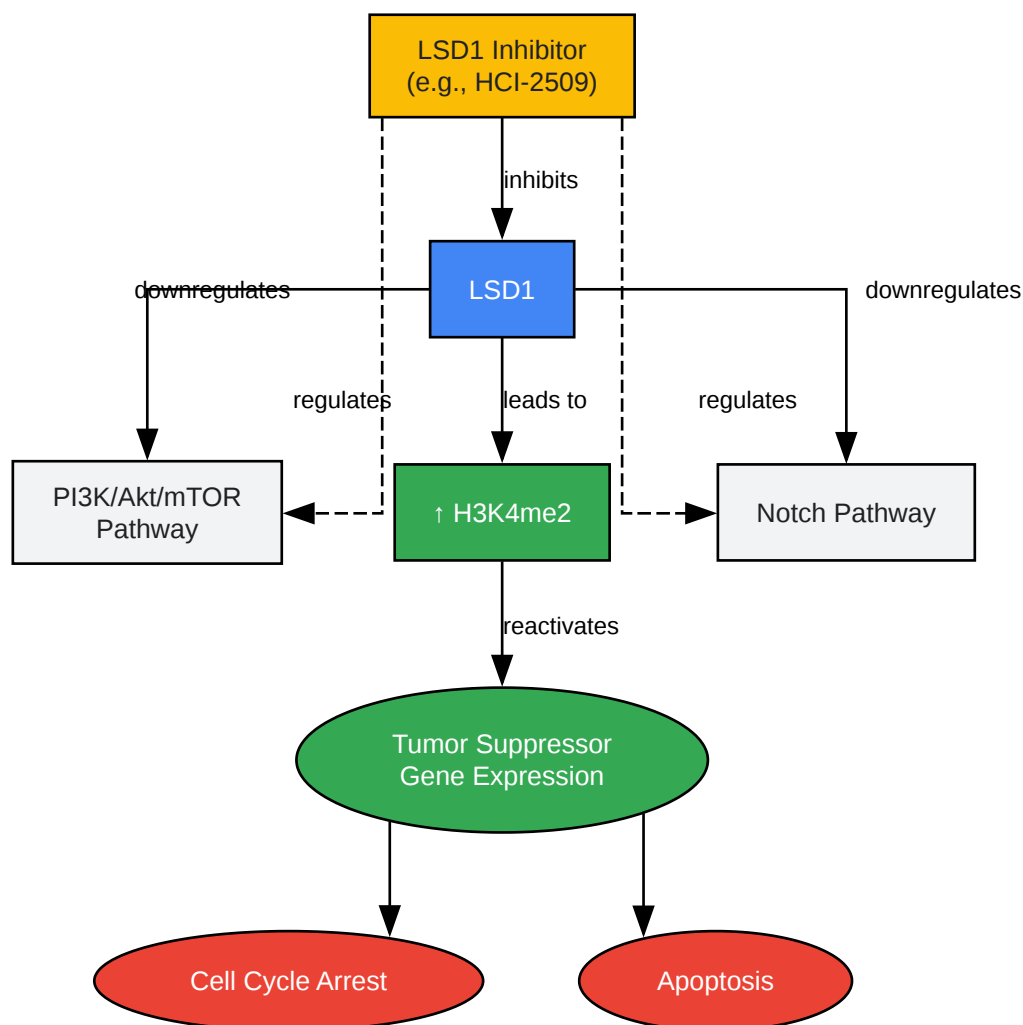 LSD1 Inhibitor
(e.g., HCI-2509)
inhibits
LSD1
downregulates
downregulates
regulates
leads to
regulates
PI3K/Akt/mTOR
Pathway
↑ H3K4me2
Notch Pathway
reactivates
Tumor Suppressor
Gene Expression
Cell Cycle Arrest
Apoptosis